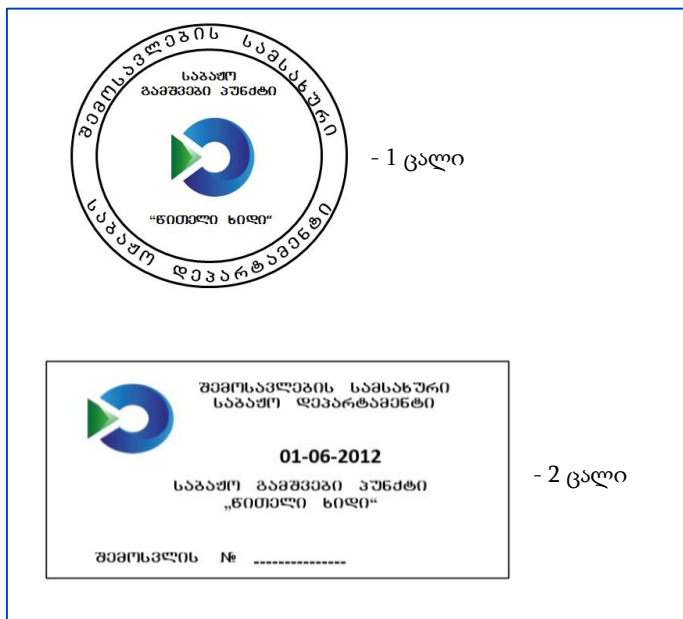 შემოსავლების სამსახური
საბაჟო
გამშვები პუნქტი
“წითელი ხიდი“
საბაჟო დეპარტამენტი
- 1 ცალი
შემოსავლების სამსახური
საბაჟო დეპარტამენტი
01-06-2012
საბაჟო გამშვები პუნქტი
„წითელი ხიდი“
შემოსვლის № ---------------
- 2 ცალი